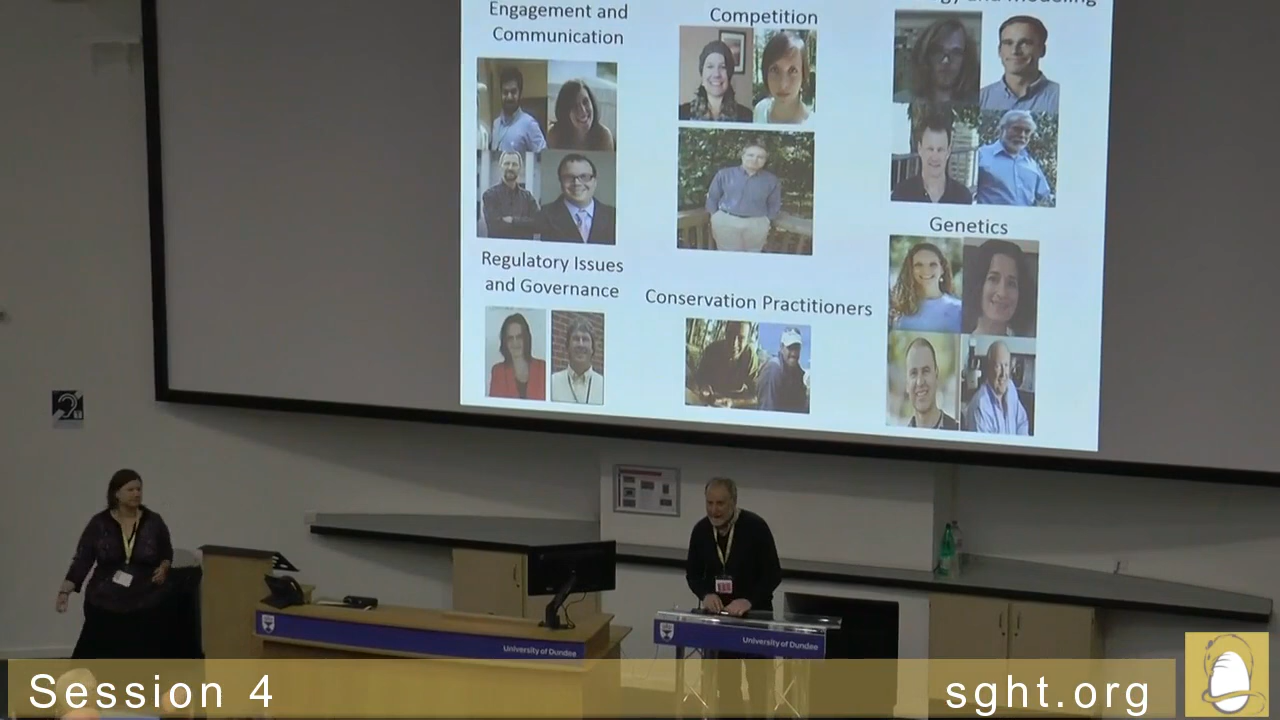 Engagement and
Communication
Competition
Modeling
Genetics
Regulatory Issues
and Governance
Conservation Practitioners
University of Dundee
University of Dundee
Session 4
sght.org